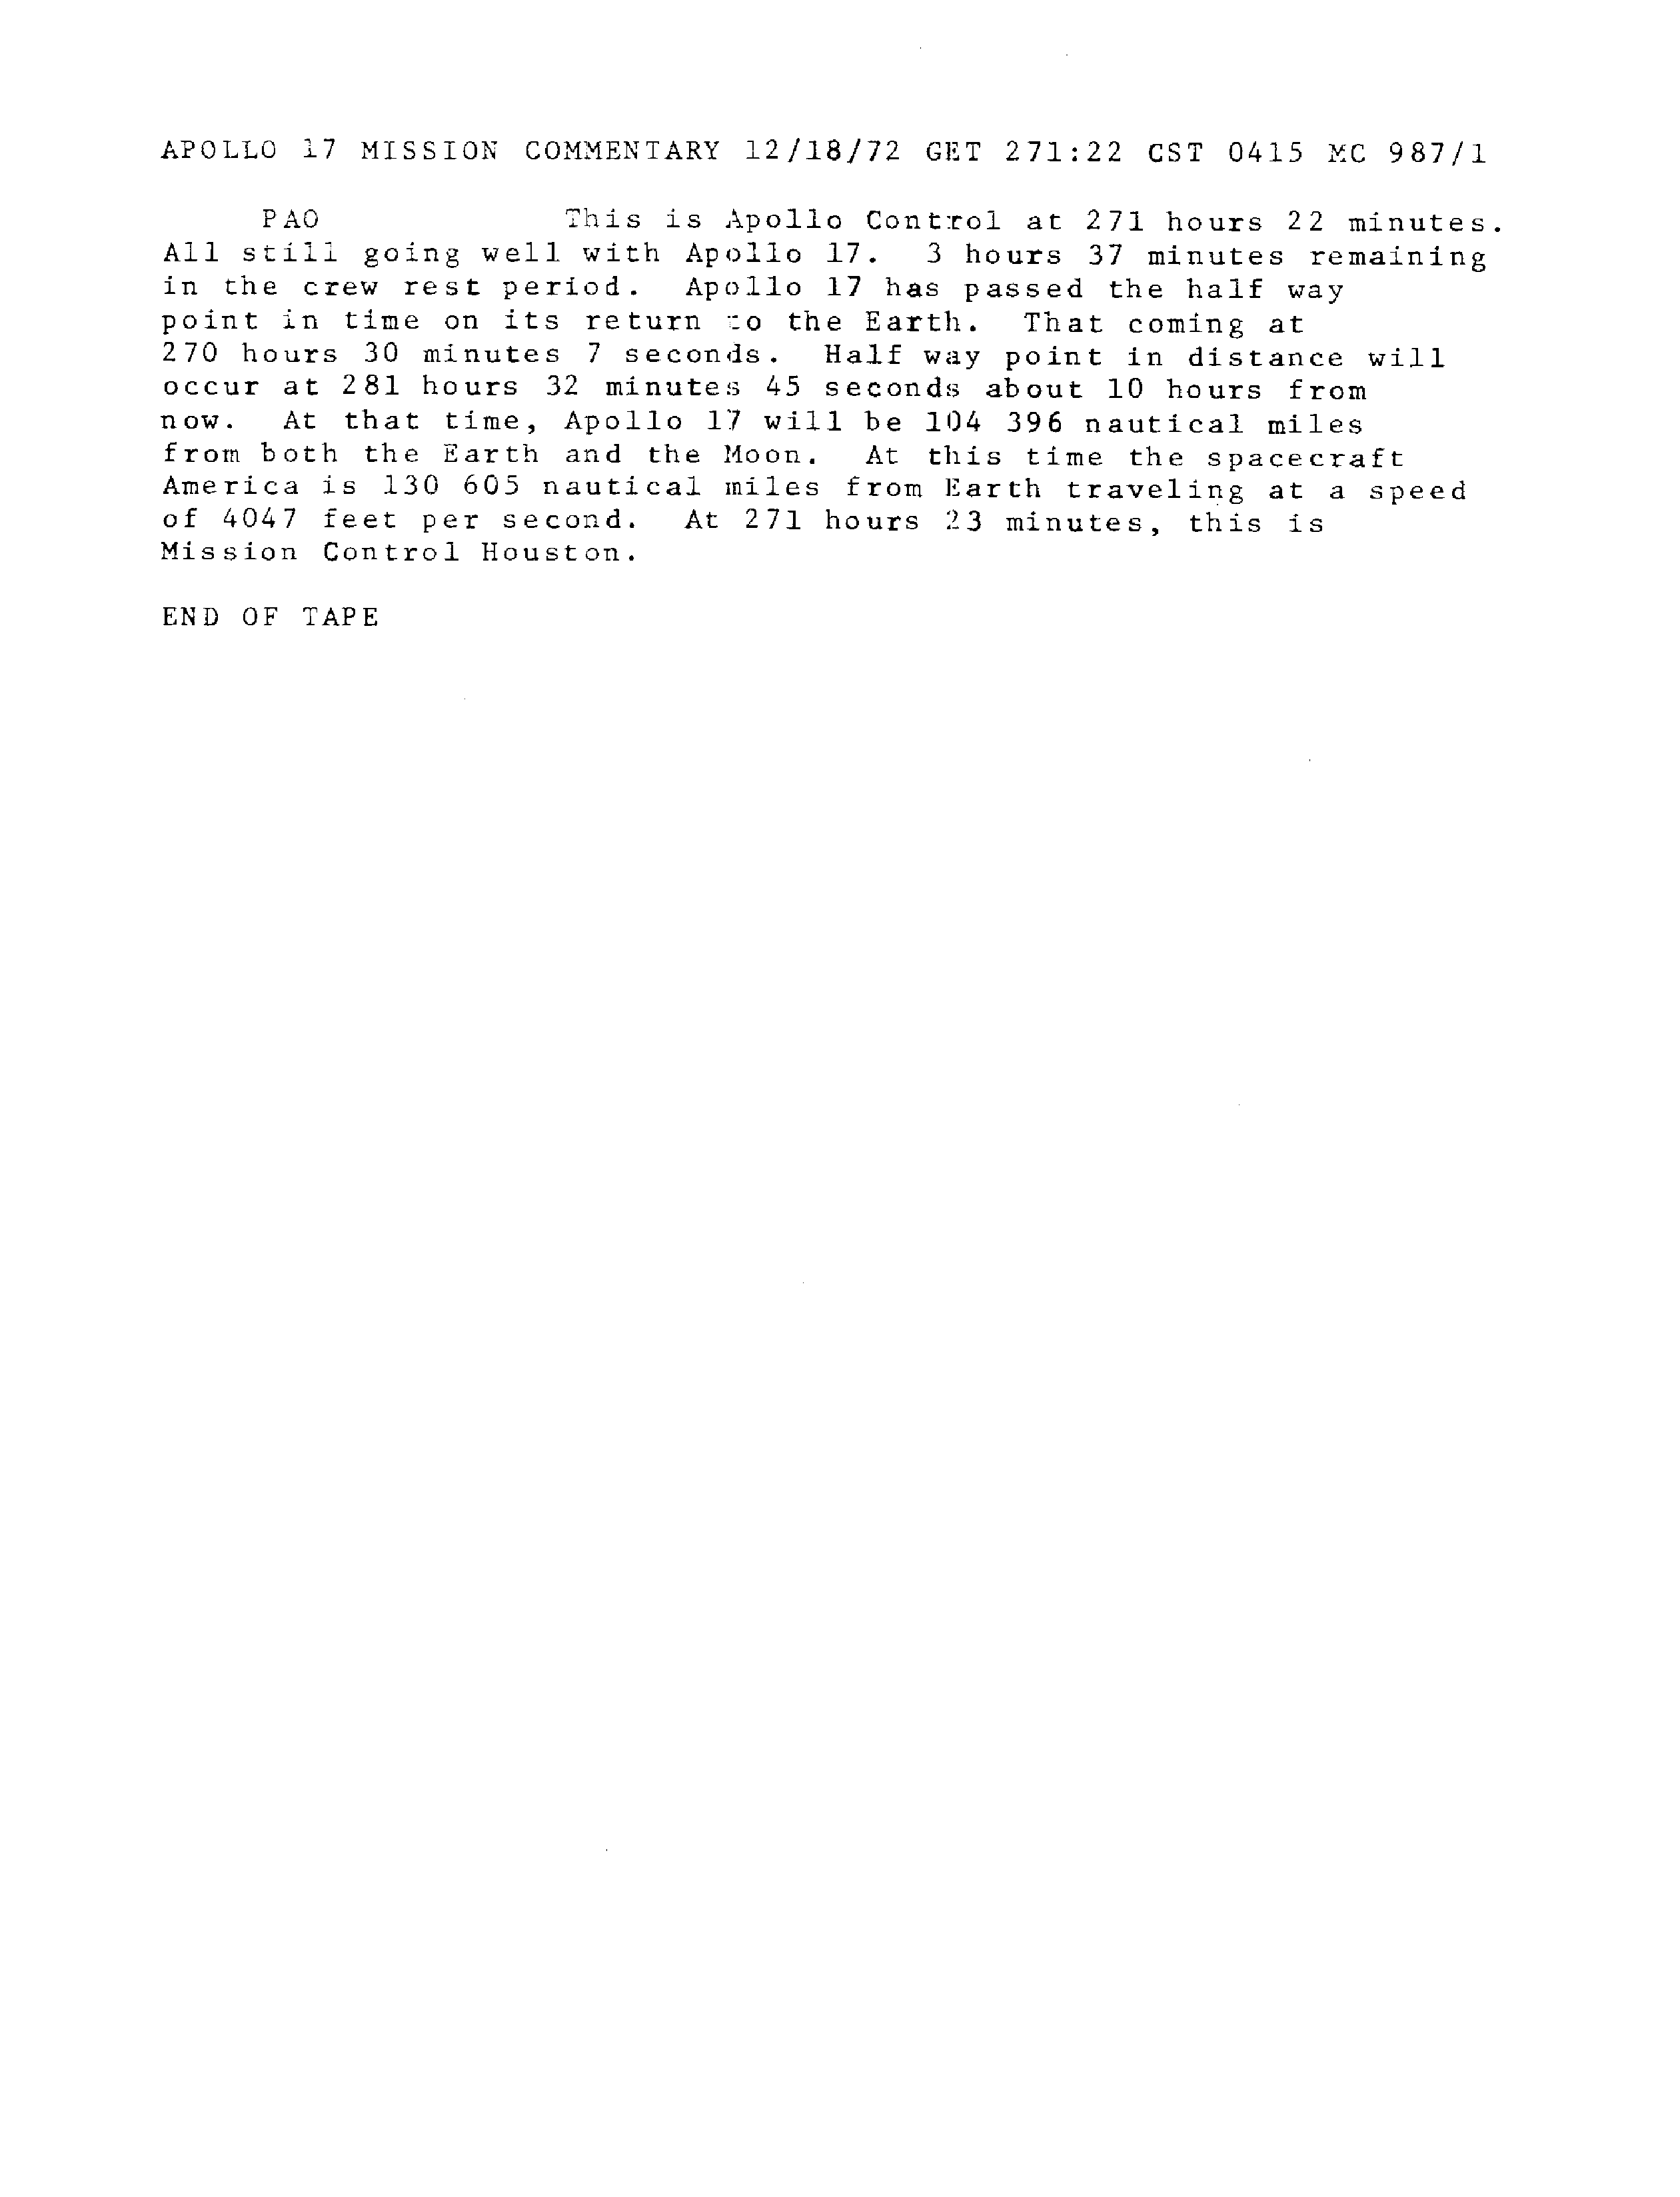 APOLLO 17 MISSION COMMENTARY 12/18/72 GET 271:22 CST 0415 MC 987/1
PAO This is Apollo Control at 271 hours 22 minutes.
All still going well with Apollo 17. 3 hours 37 minutes remaining
in the crew rest period. Apollo 17 has passed the half way
point in time on its return to the Earth. That coming at
270 hours 30 minutes 7 seconds. Half way point in distance will
occur at 281 hours 32 minutes 45 seconds about 10 hours from
now. At that time, Apollo 17 will be 104 396 nautical miles
from both the Earth and the Moon. At this time the spacecraft
America is 130 605 nautical miles from Earth traveling at a speed
of 4047 feet per second. At 271 hours 23 minutes, this is
Mission Control Houston.
END OF TAPE